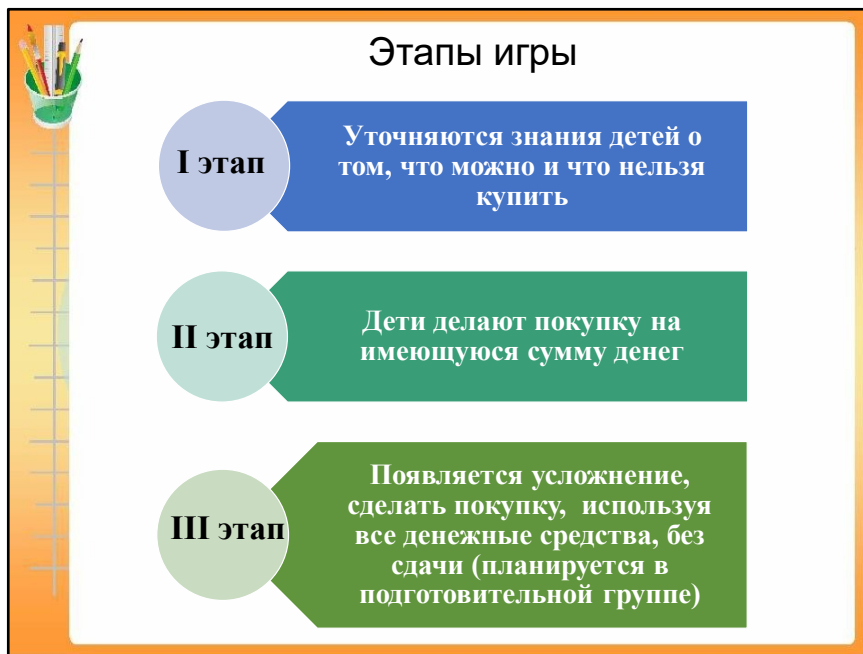 Этапы игры
I этап
Уточняются знания детей о
том, что можно и что нельзя
купить
II этап
Дети делают покупку на
имеющуюся сумму денег
III этап
Появляется усложнение,
сделать покупку,  используя
все денежные средства, без
сдачи (планируется в
подготовительной группе)